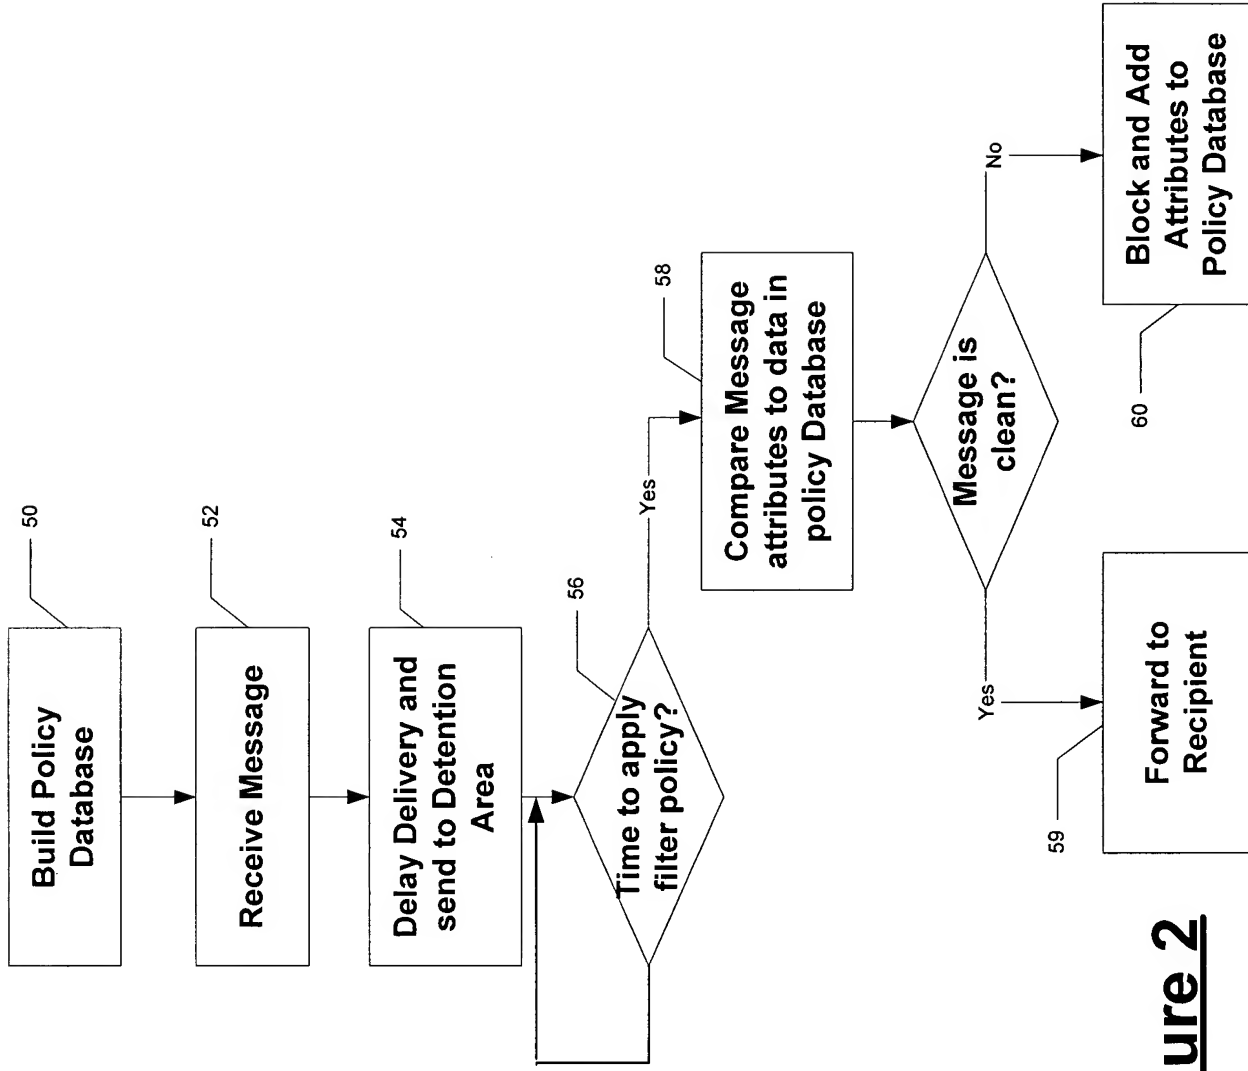 50
Build Policy
Database
52
Receive Message
54
Delay Delivery and
send to Detention
Area
56
Time to apply
filter policy?
Yes
58
Compare Message
attributes to data in
policy Database
Message is
clean?
Yes
No
59
Forward to
Recipient
60
Block and Add
Attributes to
Policy Database
ure 2